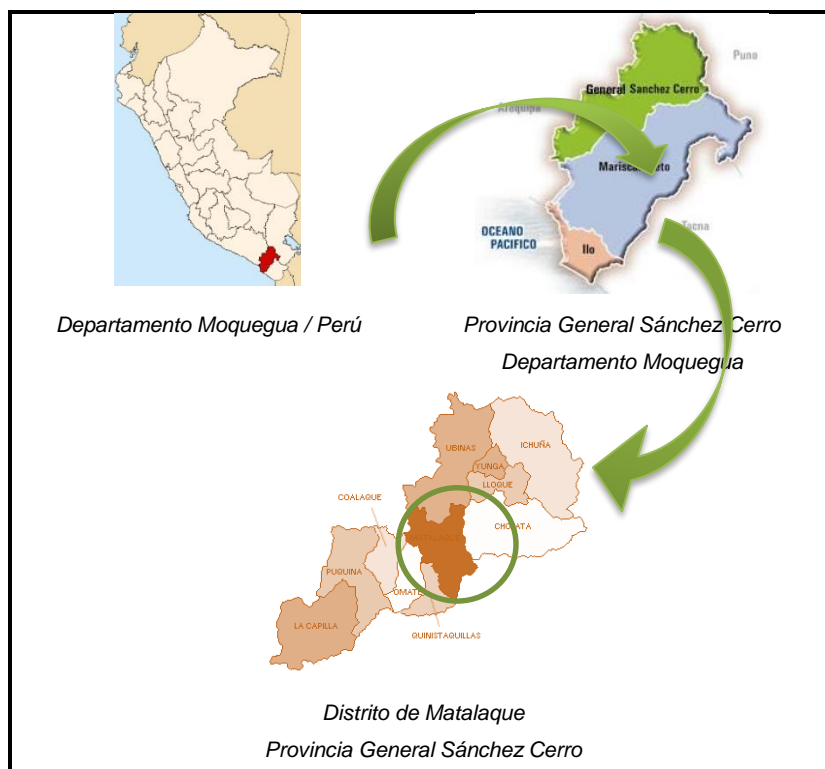 Puno
General Sanchez Cerro
Arequipa
Mariscal Nieto
OCEANO
PACIFICO
Tacna
Ilo
Departamento Moquegua / Perú
Provincia General Sánchez Cerro
Departamento Moquegua
UBINAS
ICHUÑA
YUNGA
LLOQUE
COALAQUE
CHOJATA
MATALAQUE
PUQUINA
OMATE
LA CAPILLA
QUINISTAQUILLAS
Distrito de Matalaque
Provincia General Sánchez Cerro